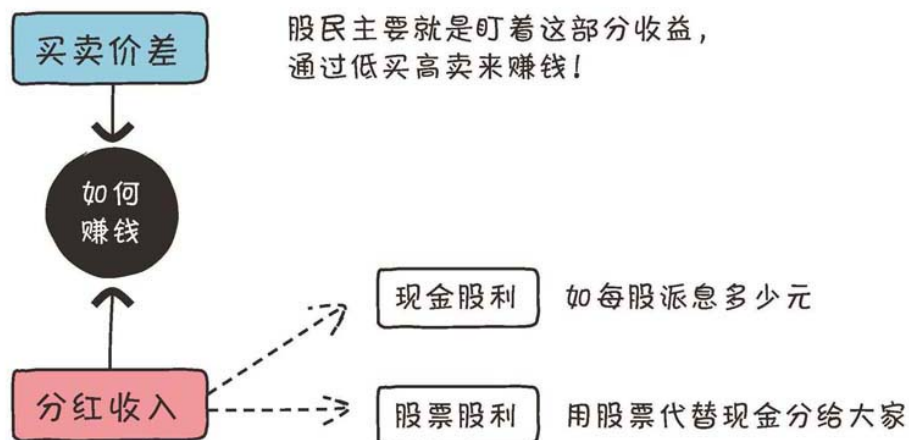 买卖价差
股民主要就是盯着这部分收益，
通过低买高卖来赚钱！
如何
赚钱
现金股利
如每股派息多少元
分红收入
股票股利
用股票代替现金分给大家